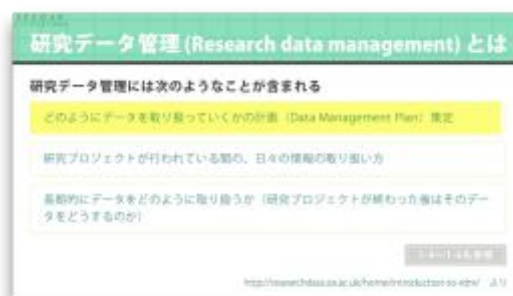 研究データ管理(Research data management)とは
研究データ管理には次のようなことが含まれる
どのようにデータを取り扱っていくかの計画(Data Management Plan)策定
研究プロジェクトが行われている間の、日々の情報の取り扱い方
長期的にデータをどのように取り扱うか(研究プロジェクトが終わった後はそのデー
タをどうするのか)
より